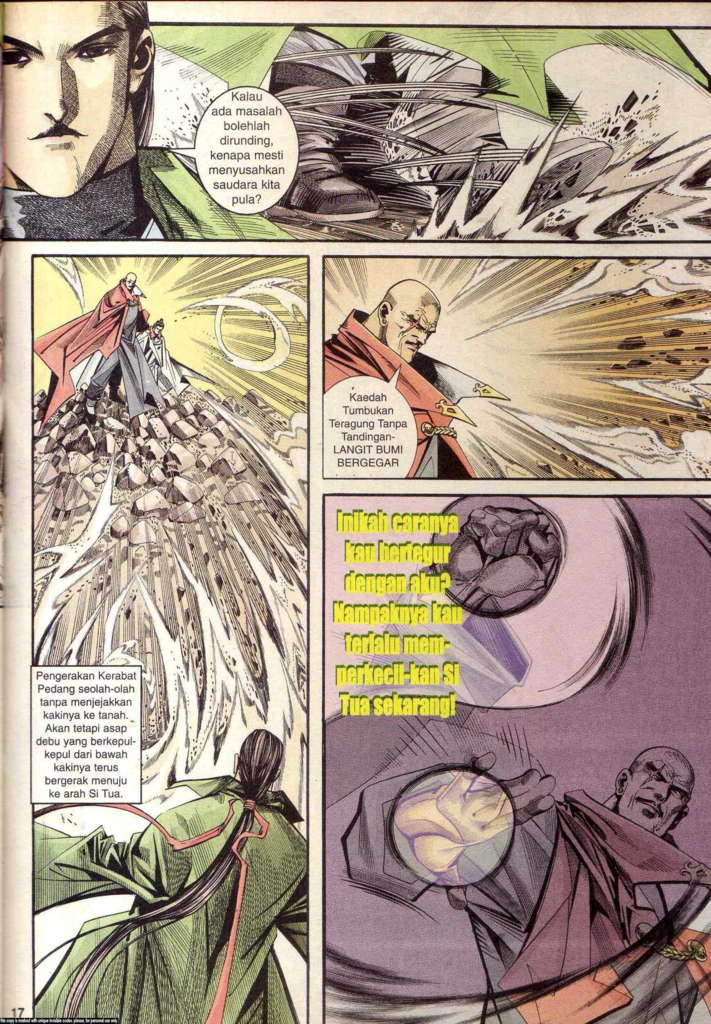 Kalau
ada masalah
bolehlah
dirunding,
kenapa mesti
menyusahkan
saudara kita
pula?
Kaedah
Tumbukan
Teragung Tanpa
Tandingan-
LANGIT BUMI
BERGEGAR
Pengerakan Kerabat
Pedang seolah-olah
tanpa menjejakkan
kakinya ke tanah.
Akan tetapi asap
debu yang berkepul-
kepul dari bawah
kakinya terus
bergerak menuju
ke arah Si Tua.
Inikah caranya
kau bertegur
dengan aku?
Nampaknya kau
terlalu mem-
perkecil-kan Si
Tua sekarang!
17